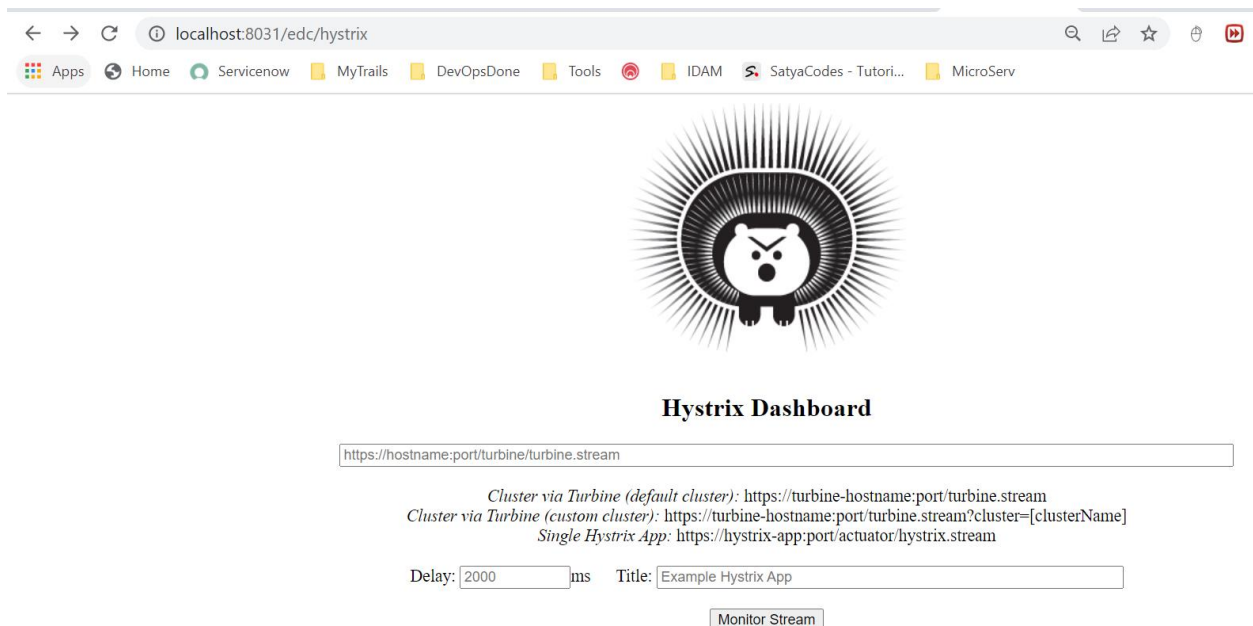 localhost:8031/edc/hystrix
Apps Home Servicenow MyTrails DevOpsDone Tools IDAM SatyaCodes - Tutori... MicroServ
Hystrix Dashboard
https://hostname:port/turbine/turbine.stream
Cluster via Turbine (default cluster): https://turbine-hostname:port/turbine.stream
Cluster via Turbine (custom cluster): https://turbine-hostname:port/turbine.stream?cluster=[clusterName]
Single Hystrix App: https://hystrix-app:port/actuator/hystrix.stream
Delay: 2000 ms Title: Example Hystrix App
Monitor Stream